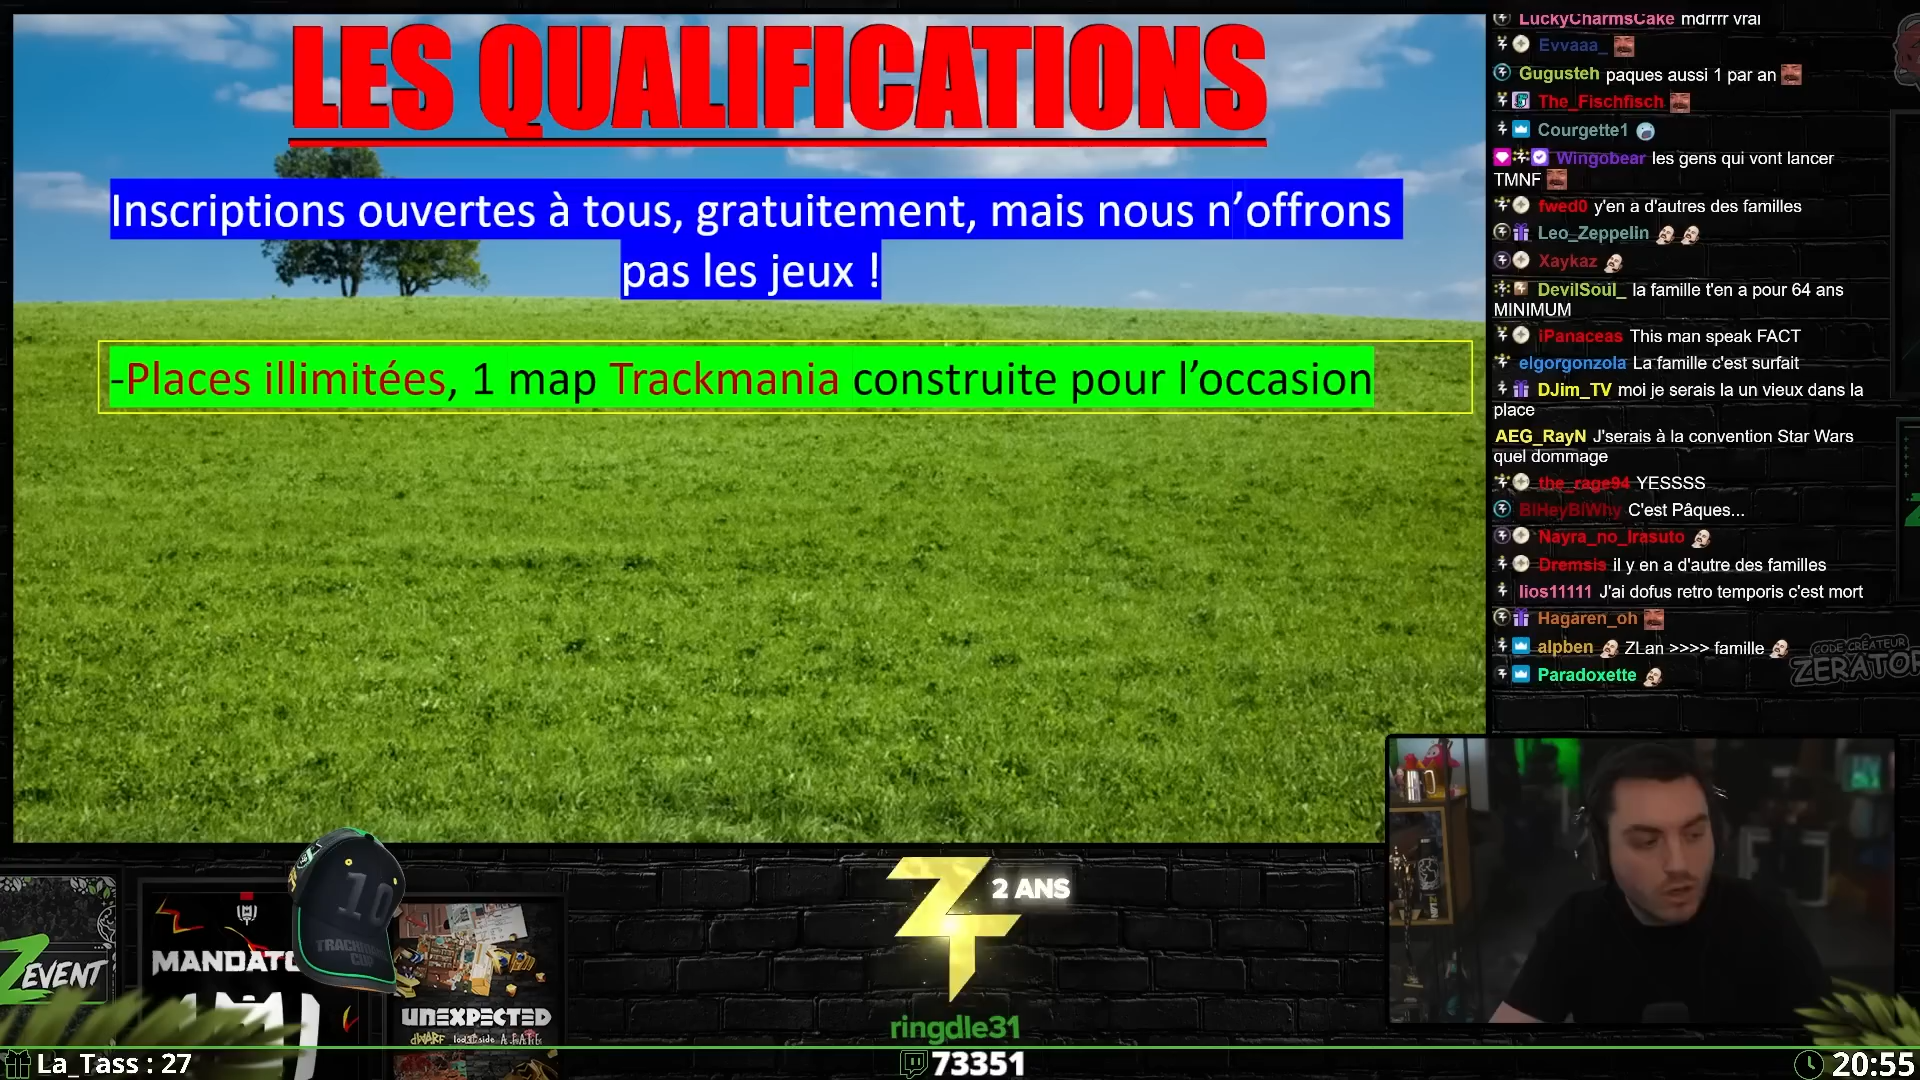 LES QUALIFICATIONS
Inscriptions ouvertes à tous, gratuitement, mais nous n’offrons
pas les jeux !
-Places illimitées, 1 map Trackmania construite pour l’occasion
LuckyCharmsCake mdrrrr vrai
Evvaaa_
Gugusteh paques aussi 1 par an
The_Fischfisch
Courgette1
Wingobear les gens qui vont lancer
TMNF
fwed0 y'en a d'autres des familles
Leo_Zeppelin
Xaykaz
DevilSoul_ la famille t'en a pour 64 ans
MINIMUM
iPanaceas This man speak FACT
elgorgonzola La famille c'est surfait
DJim_TV moi je serais la un vieux dans la
place
AEG_RayN J'serais à la convention Star Wars
quel dommage
the_rage94 YESSSS
BlHeyBlWhy C'est Pâques...
Nayra_no_Irasuto
Dremsis il y en a d'autre des familles
lios11111 J'ai dofus retro temporis c'est mort
Hagaren_oh
alpben ZLan >>>> famille
Paradoxette
CODE CRÉATEUR
ZERATOR
ZEVENT
MANDATO
10
TRACKMANIA
CUP
UNEXPECTED
ZT 2 ANS
ringdle31
La_Tass : 27
73351
20:55